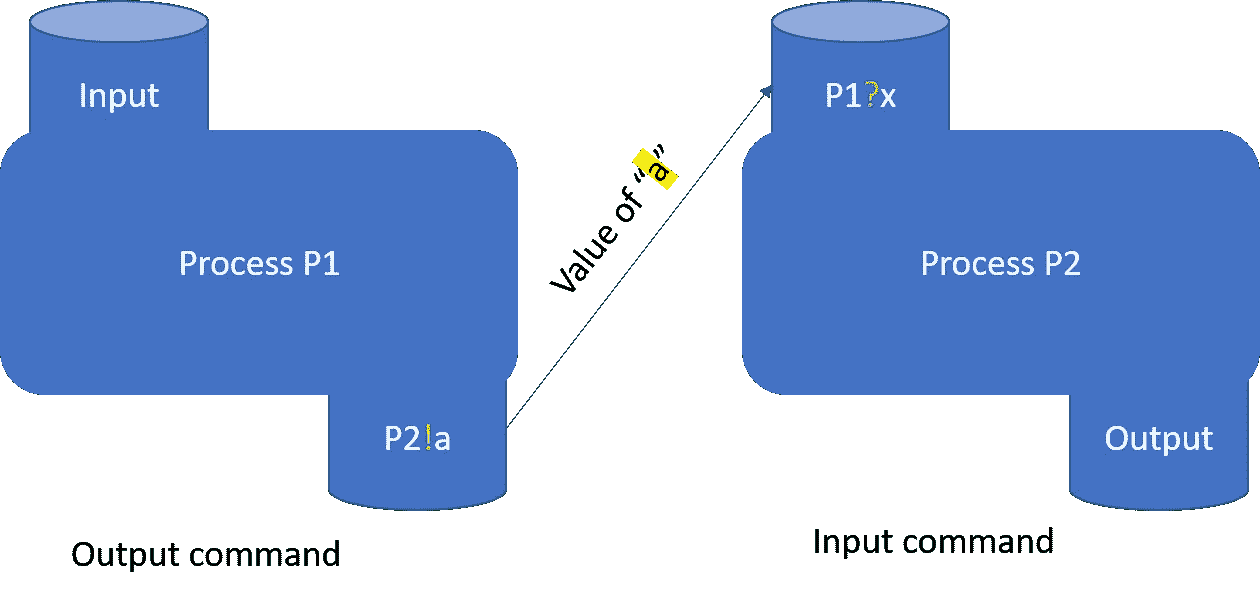 Input
P1?x
Value of “a”
Process P1
Process P2
P2!a
Output
Output command
Input command